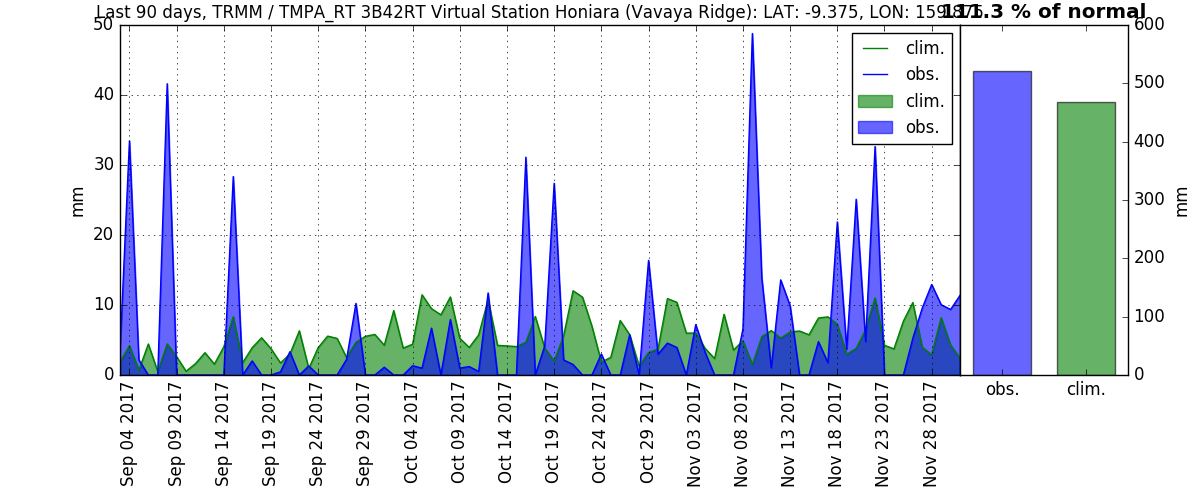 Last 90 days, TRMM / TMPA_RT 3B42RT Virtual Station Honiara (Vavaya Ridge): LAT: -9.375, LON: 159.875
111.3 % of normal
50
40
30
20
10
0
mm
clim.
obs.
clim.
obs.
600
500
400
300
200
100
0
mm
obs.
clim.
Sep 04 2017
Sep 09 2017
Sep 14 2017
Sep 19 2017
Sep 24 2017
Sep 29 2017
Oct 04 2017
Oct 09 2017
Oct 14 2017
Oct 19 2017
Oct 24 2017
Oct 29 2017
Nov 03 2017
Nov 08 2017
Nov 13 2017
Nov 18 2017
Nov 23 2017
Nov 28 2017